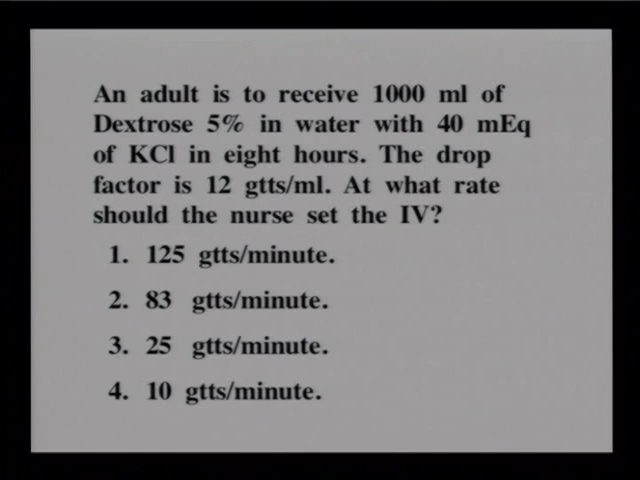 An adult is to receive 1000 ml of
Dextrose 5% in water with 40 mEq
of KCl in eight hours. The drop
factor is 12 gtts/ml. At what rate
should the nurse set the IV?
1. 125 gtts/minute.
2. 83 gtts/minute.
3. 25 gtts/minute.
4. 10 gtts/minute.